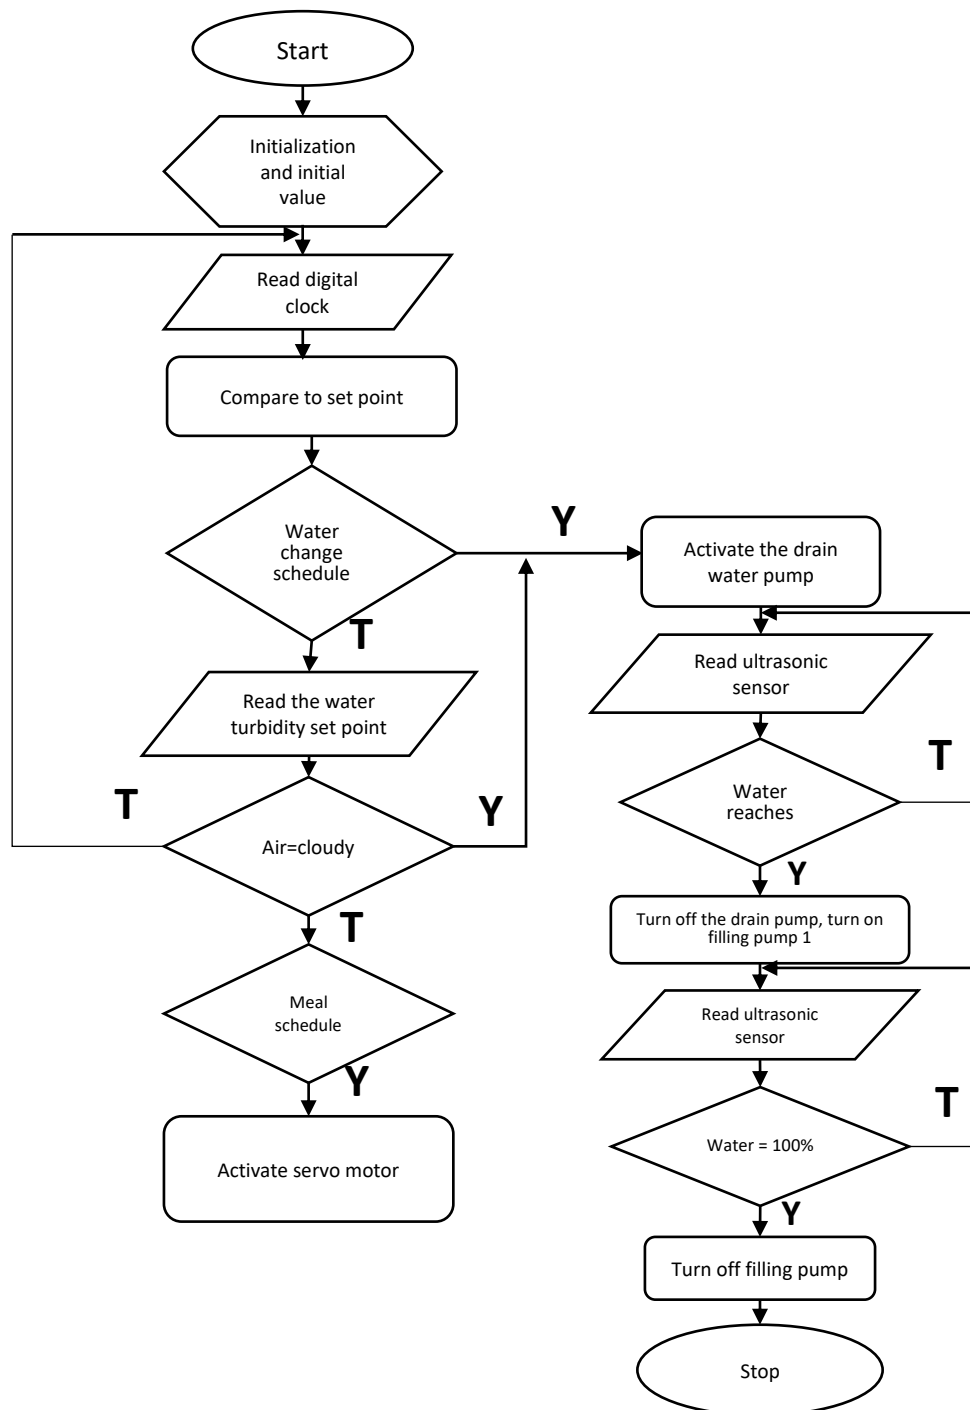 Start
Initialization
and initial
value
Read digital
clock
Compare to set point
Water
change
schedule
Y
T
Read the water
turbidity set point
T
Air=cloudy
Y
T
Meal
schedule
Y
Activate servo motor
Activate the drain
water pump
Read ultrasonic
sensor
Water
reaches
T
Y
Turn off the drain pump, turn on
filling pump 1
Read ultrasonic
sensor
Water = 100%
T
Y
Turn off filling pump
Stop